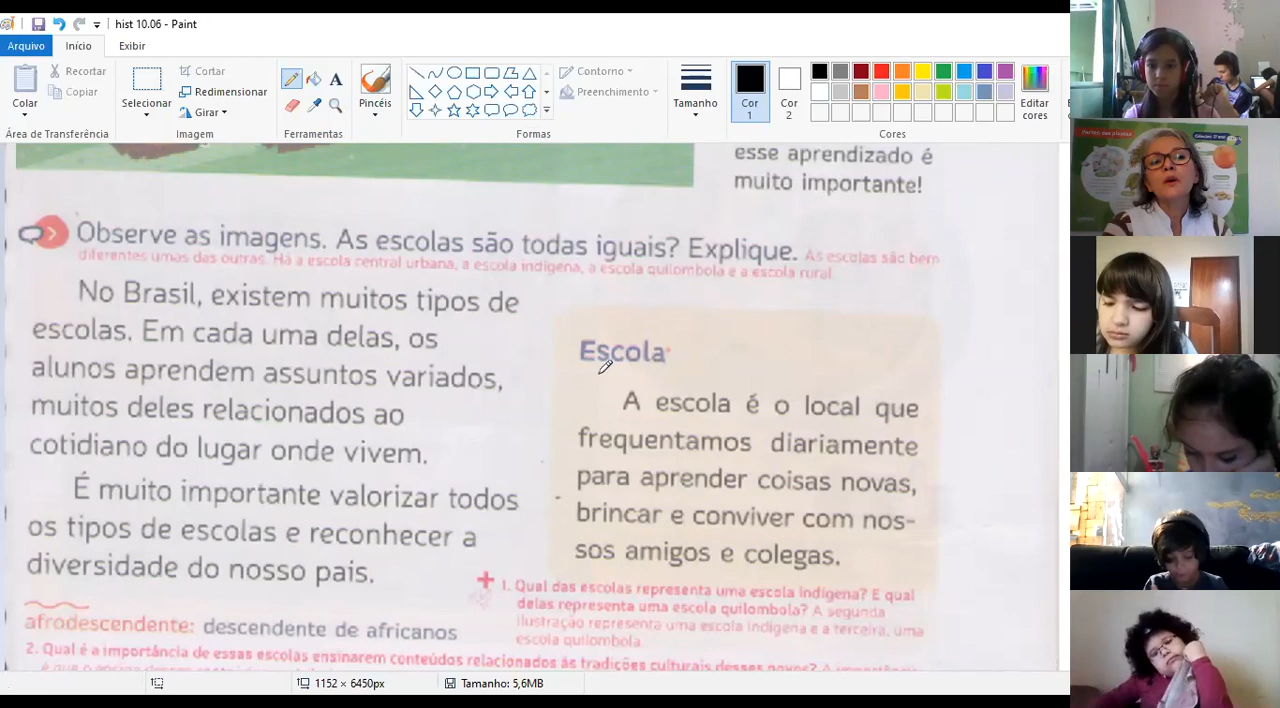 hist 10.06 - Paint
Arquivo Início Exibir
Colar
Recortar
Copiar
Área de Transferência
Selecionar
Cortar
Redimensionar
Girar
Imagem
Ferramentas
Pincéis
Formas
Contorno
Preenchimento
Tamanho
Cor
1
Cor
2
Editar
cores
Cores
esse aprendizado é
muito importante!
Observe as imagens. As escolas são todas iguais? Explique. As escolas são bem
diferentes umas das outras. Há a escola central urbana, a escola indígena, a escola quilombola e a escola rural.
No Brasil, existem muitos tipos de
escolas. Em cada uma delas, os
alunos aprendem assuntos variados,
muitos deles relacionados ao
cotidiano do lugar onde vivem.
É muito importante valorizar todos
os tipos de escolas e reconhecer a
diversidade do nosso país.
Escola
A escola é o local que
frequentamos diariamente
para aprender coisas novas,
brincar e conviver com nos-
sos amigos e colegas.
1. Qual das escolas representa uma escola indígena? E qual
delas representa uma escola quilombola? A segunda
ilustração representa uma escola indígena e a terceira, uma
escola quilombola.
afrodescendente: descendente de africanos
2. Qual é a importância de essas escolas ensinarem conteúdos relacionados às tradições culturais desses povos? A importância
1152 × 6450px
Tamanho: 5,6MB